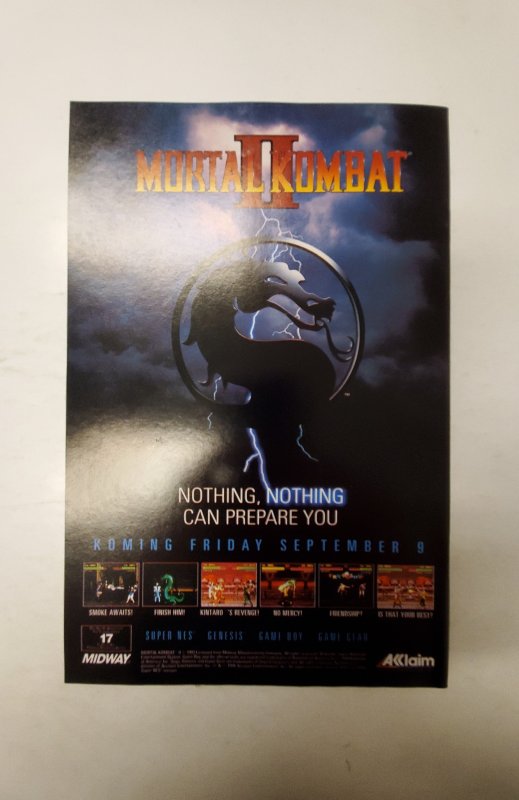 MORTAL KOMBAT II
NOTHING, NOTHING
CAN PREPARE YOU
KOMING FRIDAY SEPTEMBER 9
SMOKE AWAITS! FINISH HIM! KINTARO 'S REVENGE! NO MERCY! FRIENDSHIP? IS THAT YOUR BEST?
17
SUPER NES GENESIS GAME BOY GAME GEAR
MIDWAY
AKKlaim